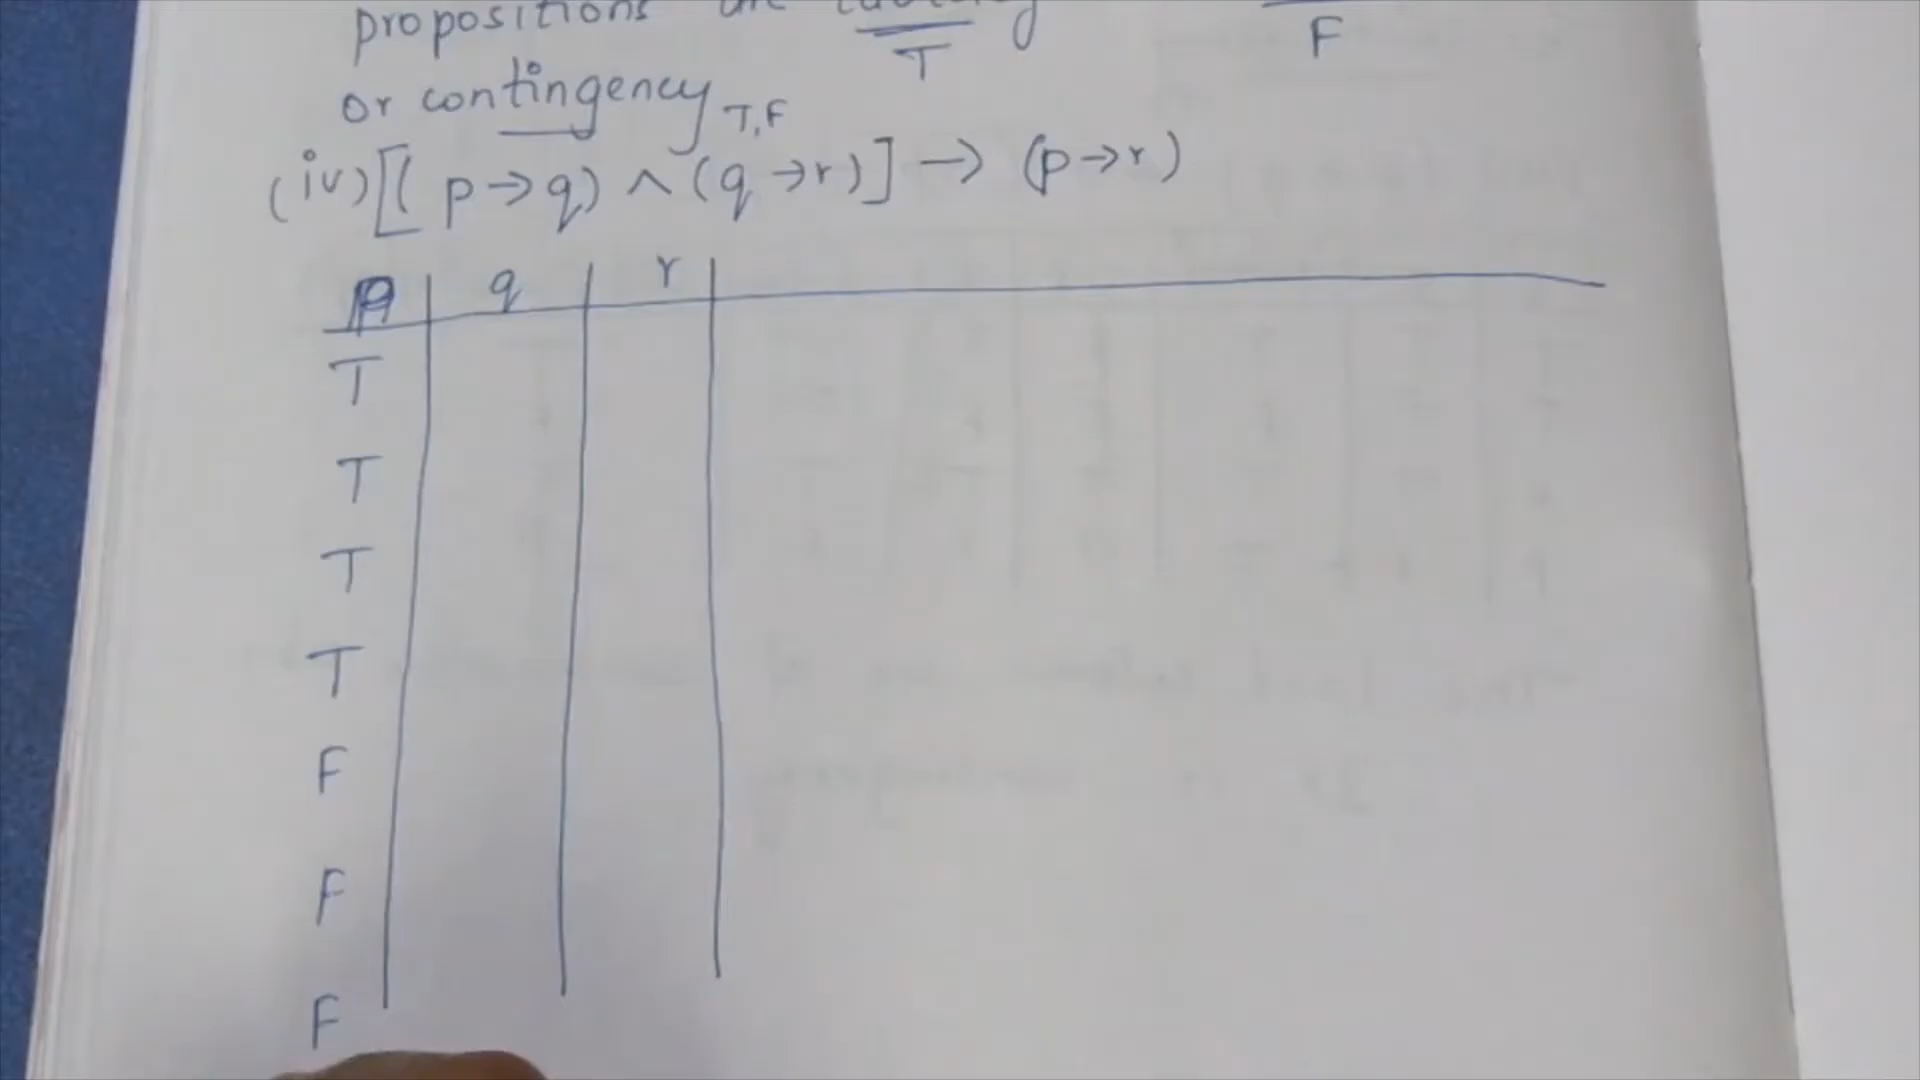 propositions
T F
or contingency T,F
(iv) [( p→q) ∧ (q →r)] → (p→r)
p q r
T
T
T
T
F
F
F